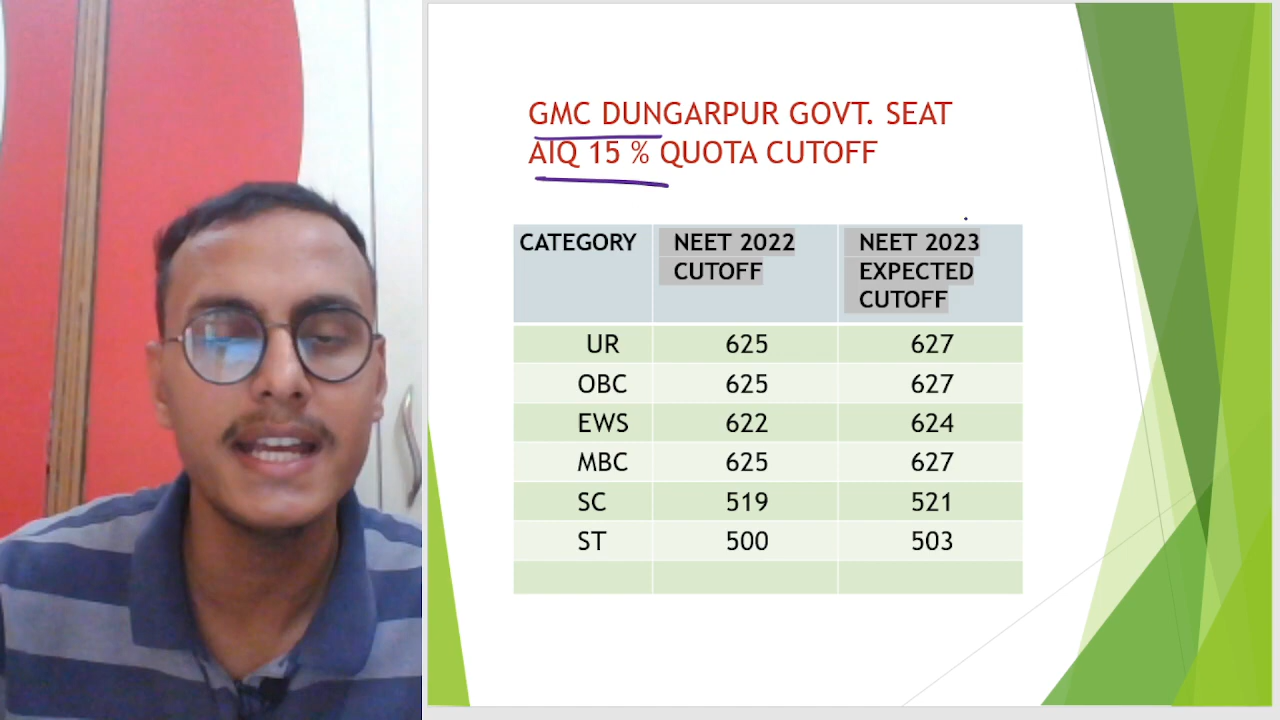 GMC DUNGARPUR GOVT. SEAT
AIQ 15 % QUOTA CUTOFF
CATEGORY NEET 2022 CUTOFF NEET 2023 EXPECTED CUTOFF
UR 625 627
OBC 625 627
EWS 622 624
MBC 625 627
SC 519 521
ST 500 503